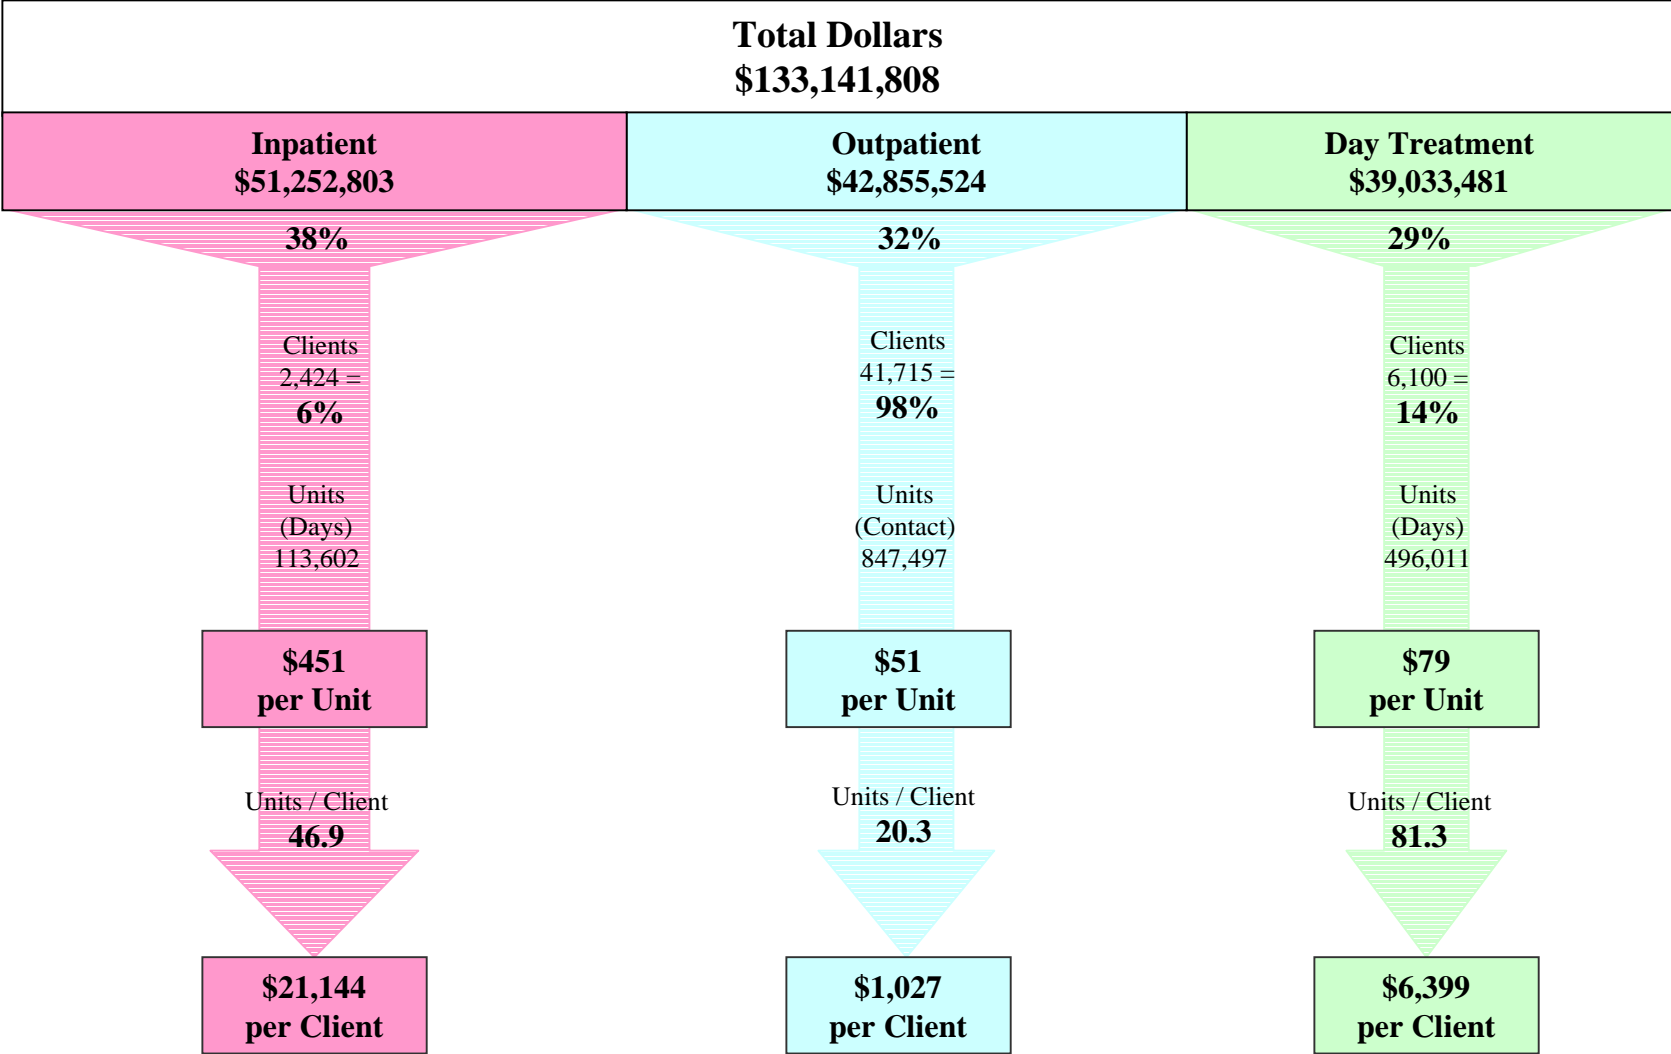 Total Dollars
$133,141,808
Inpatient
$51,252,803
38%
Clients
2,424 =
6%
Units
(Days)
113,602
$451
per Unit
Units / Client
46.9
$21,144
per Client
Outpatient
$42,855,524
32%
Clients
41,715 =
98%
Units
(Contact)
847,497
$51
per Unit
Units / Client
20.3
$1,027
per Client
Day Treatment
$39,033,481
29%
Clients
6,100 =
14%
Units
(Days)
496,011
$79
per Unit
Units / Client
81.3
$6,399
per Client